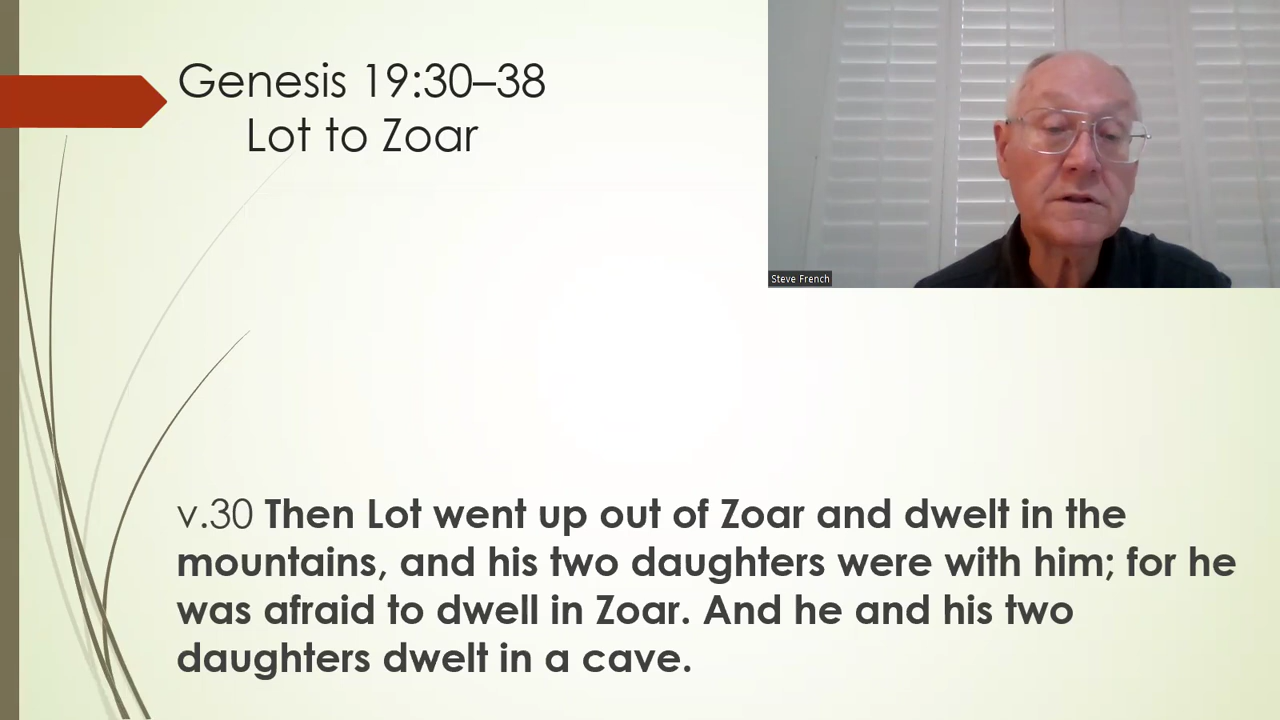 Genesis 19:30–38
Lot to Zoar
Steve French
v.30 Then Lot went up out of Zoar and dwelt in the
mountains, and his two daughters were with him; for he
was afraid to dwell in Zoar. And he and his two
daughters dwelt in a cave.